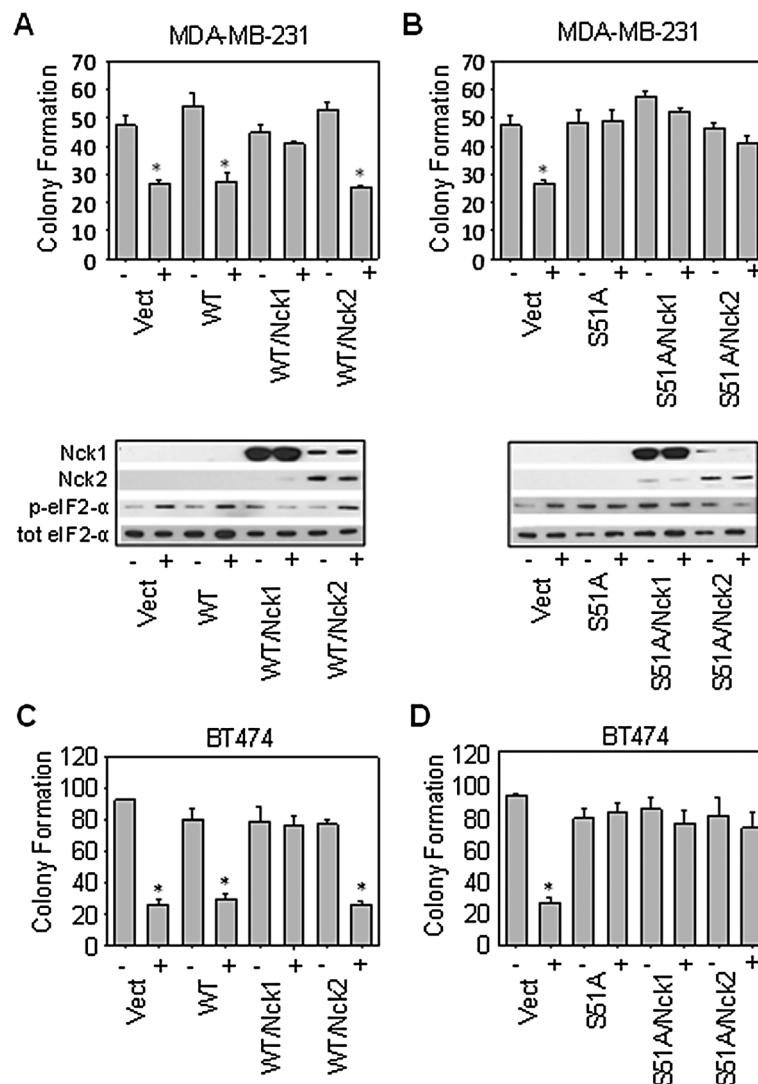 A
MDA-MB-231
Colony Formation
70
60
50
40
30
20
10
0
* * *
- + - + - + - +
Vect WT WT/Nck1 WT/Nck2
B
MDA-MB-231
Colony Formation
70
60
50
40
30
20
10
0
*
- + - + - + - +
Vect S51A S51A/Nck1 S51A/Nck2
Nck1
Nck2
p-eIF2-α
tot eIF2-α
- + - + - + - +
Vect WT WT/Nck1 WT/Nck2
- + - + - + - +
Vect S51A S51A/Nck1 S51A/Nck2
C
BT474
Colony Formation
120
100
80
60
40
20
0
* * *
- + - + - + - +
Vect WT WT/Nck1 WT/Nck2
D
BT474
Colony Formation
120
100
80
60
40
20
0
*
- + - + - + - +
Vect S51A S51A/Nck1 S51A/Nck2